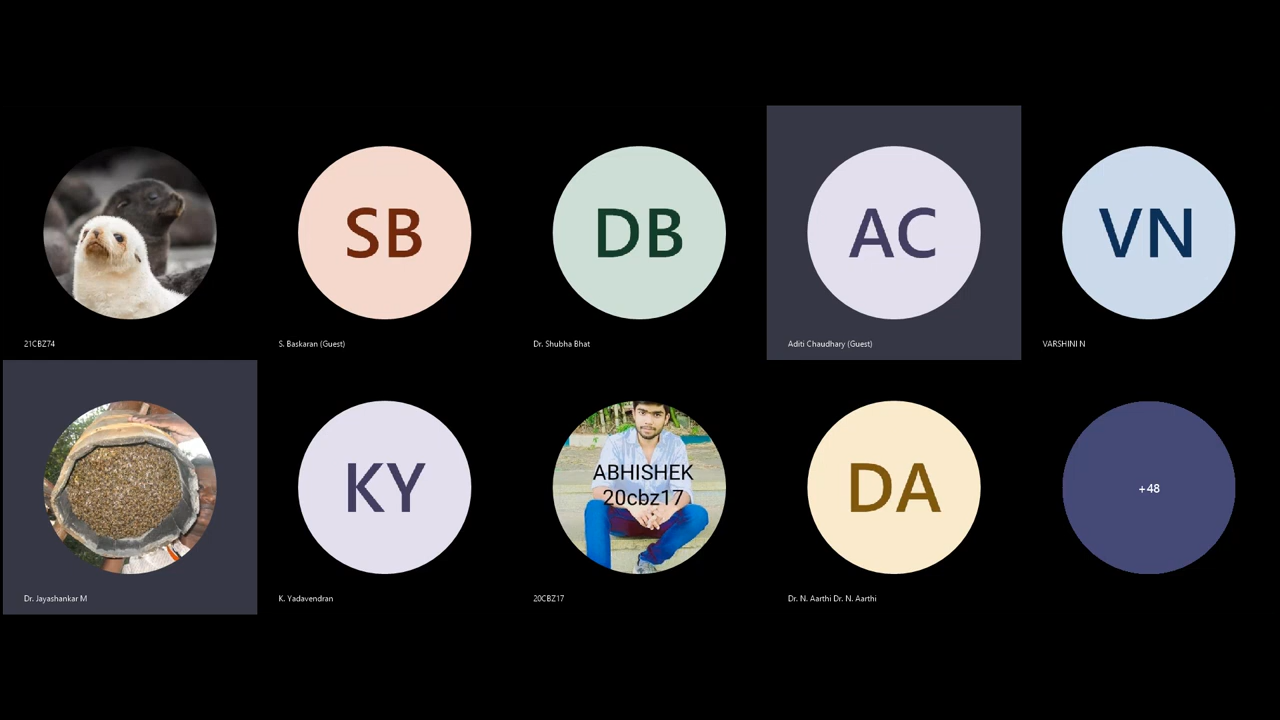 SB
DB
AC
VN
21CBZ74
S. Baskaran (Guest)
Dr. Shubha Bhat
Aditi Chaudhary (Guest)
VARSHINI N
KY
ABHISHEK
20cbz17
DA
+48
Dr. Jayashankar M
K. Yadavendran
20CBZ17
Dr. N. Aarthi Dr. N. Aarthi